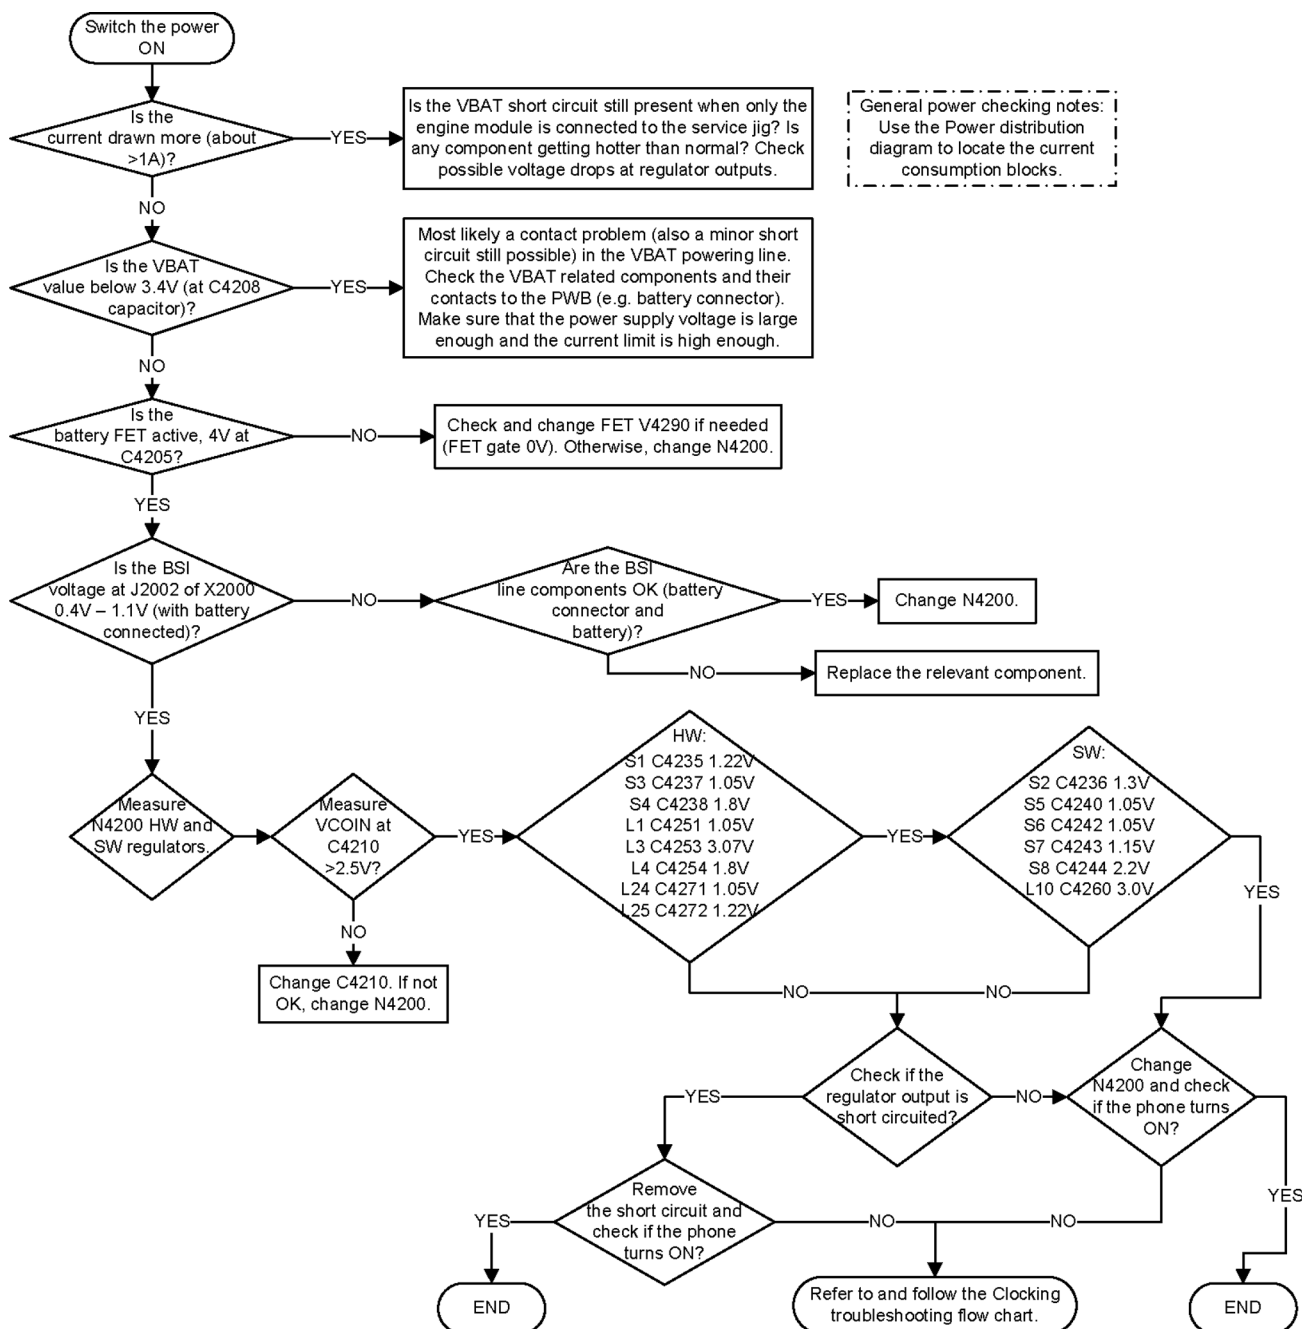 Switch the power
ON
Is the
current drawn more (about
>1A)?
YES
Is the VBAT short circuit still present when only the
engine module is connected to the service jig? Is
any component getting hotter than normal? Check
possible voltage drops at regulator outputs.
General power checking notes:
Use the Power distribution
diagram to locate the current
consumption blocks.
NO
Is the VBAT
value below 3.4V (at C4208
capacitor)?
YES
Most likely a contact problem (also a minor short
circuit still possible) in the VBAT powering line.
Check the VBAT related components and their
contacts to the PWB (e.g. battery connector).
Make sure that the power supply voltage is large
enough and the current limit is high enough.
NO
Is the
battery FET active, 4V at
C4205?
NO
Check and change FET V4290 if needed
(FET gate 0V). Otherwise, change N4200.
YES
Is the BSI
voltage at J2002 of X2000
0.4V – 1.1V (with battery
connected)?
NO
Are the BSI
line components OK (battery
connector and
battery)?
YES
Change N4200.
NO
Replace the relevant component.
YES
Measure
N4200 HW and
SW regulators.
Measure
VCOIN at
C4210
>2.5V?
YES
HW:
S1 C4235 1.22V
S3 C4237 1.05V
S4 C4238 1.8V
L1 C4251 1.05V
L3 C4253 3.07V
L4 C4254 1.8V
L24 C4271 1.05V
L25 C4272 1.22V
YES
SW:
S2 C4236 1.3V
S5 C4240 1.05V
S6 C4242 1.05V
S7 C4243 1.15V
S8 C4244 2.2V
L10 C4260 3.0V
YES
NO
Change C4210. If not
OK, change N4200.
NO
NO
Check if the
regulator output is
short circuited?
NO
Change
N4200 and check
if the phone turns
ON?
YES
YES
Remove
the short circuit and
check if the phone
turns ON?
YES
NO
NO
END
Refer to and follow the Clocking
troubleshooting flow chart.
END